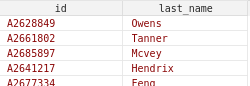 id last_name
A2628849 Owens
A2661802 Tanner
A2685897 Mcvey
A2641217 Hendrix
A2677334 Feng